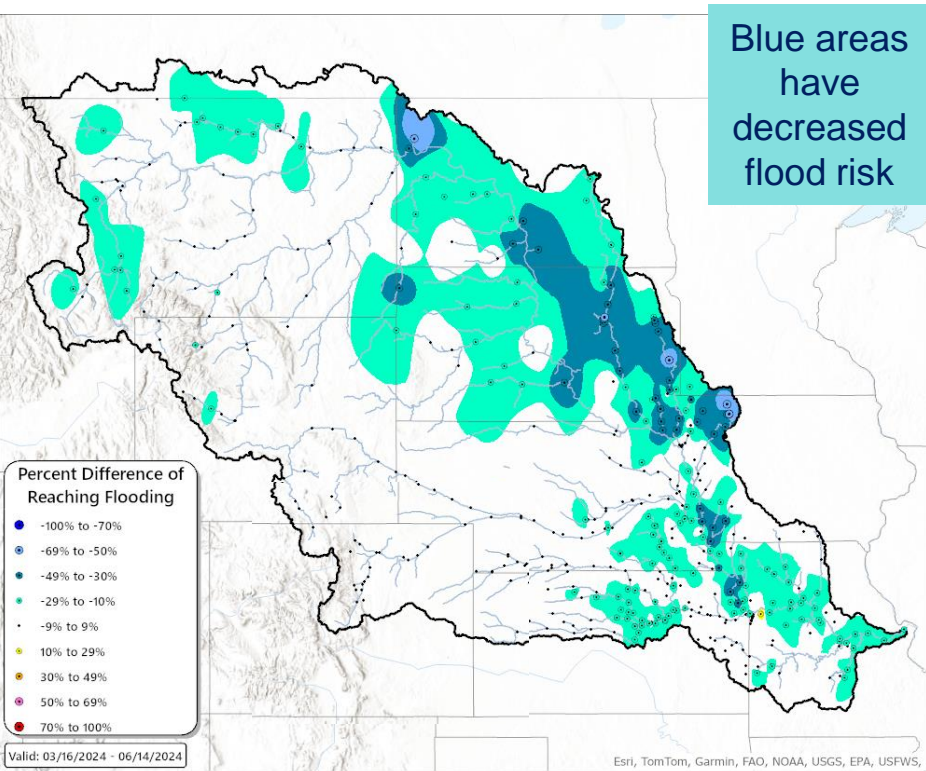 Blue areas
have
decreased
flood risk
Percent Difference of
Reaching Flooding
-100% to -70%
-69% to -50%
-49% to -30%
-29% to -10%
-9% to 9%
10% to 29%
30% to 49%
50% to 69%
70% to 100%
Valid: 03/16/2024 - 06/14/2024
Esri, TomTom, Garmin, FAO, NOAA, USGS, EPA, USFWS,